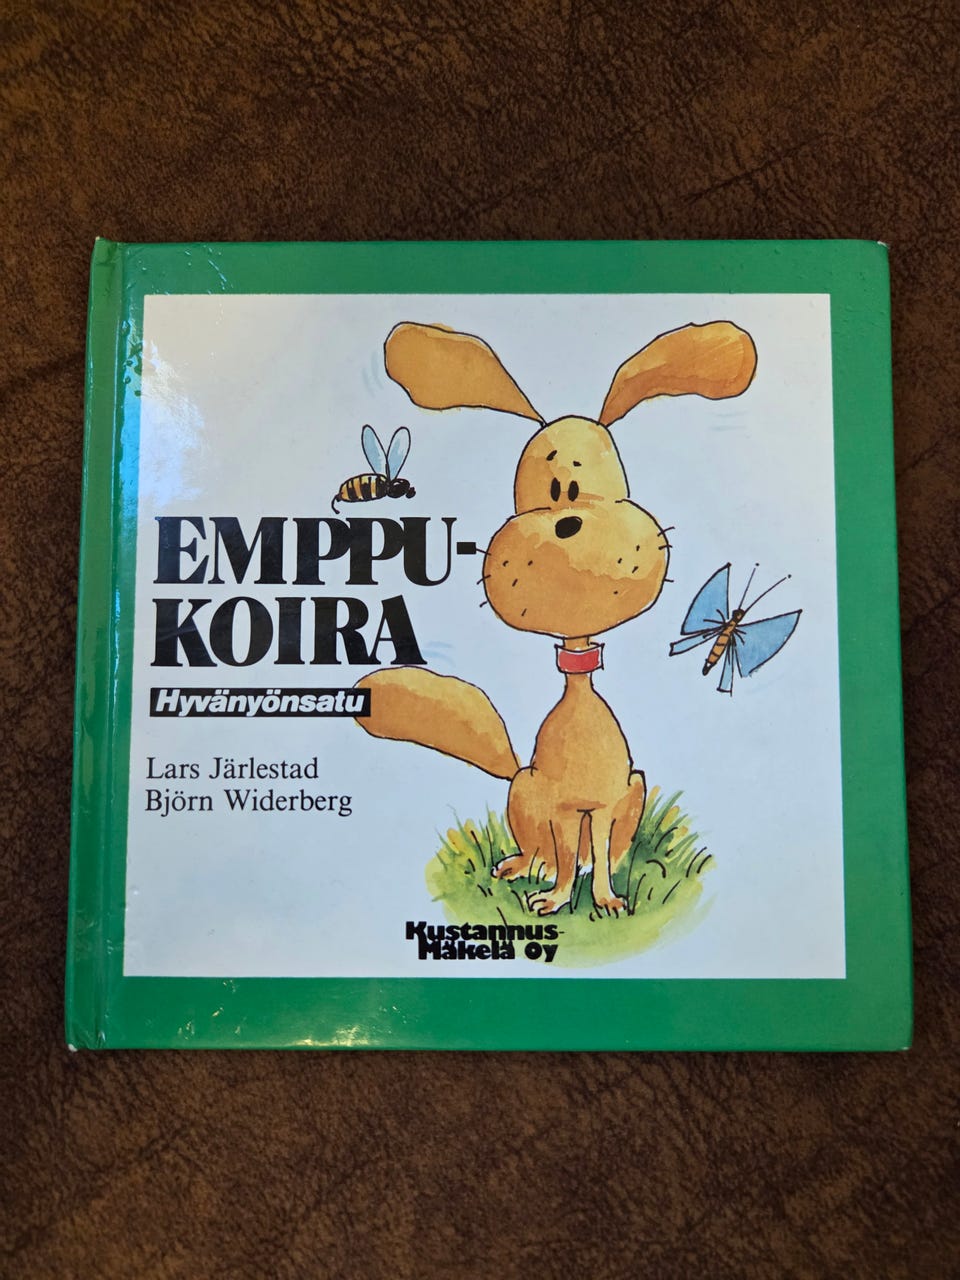 EMPPU-
KOIRA
Hyvänyönsatu
Lars Järlestad
Björn Widerberg
Kustannus-
Mäkelä Oy